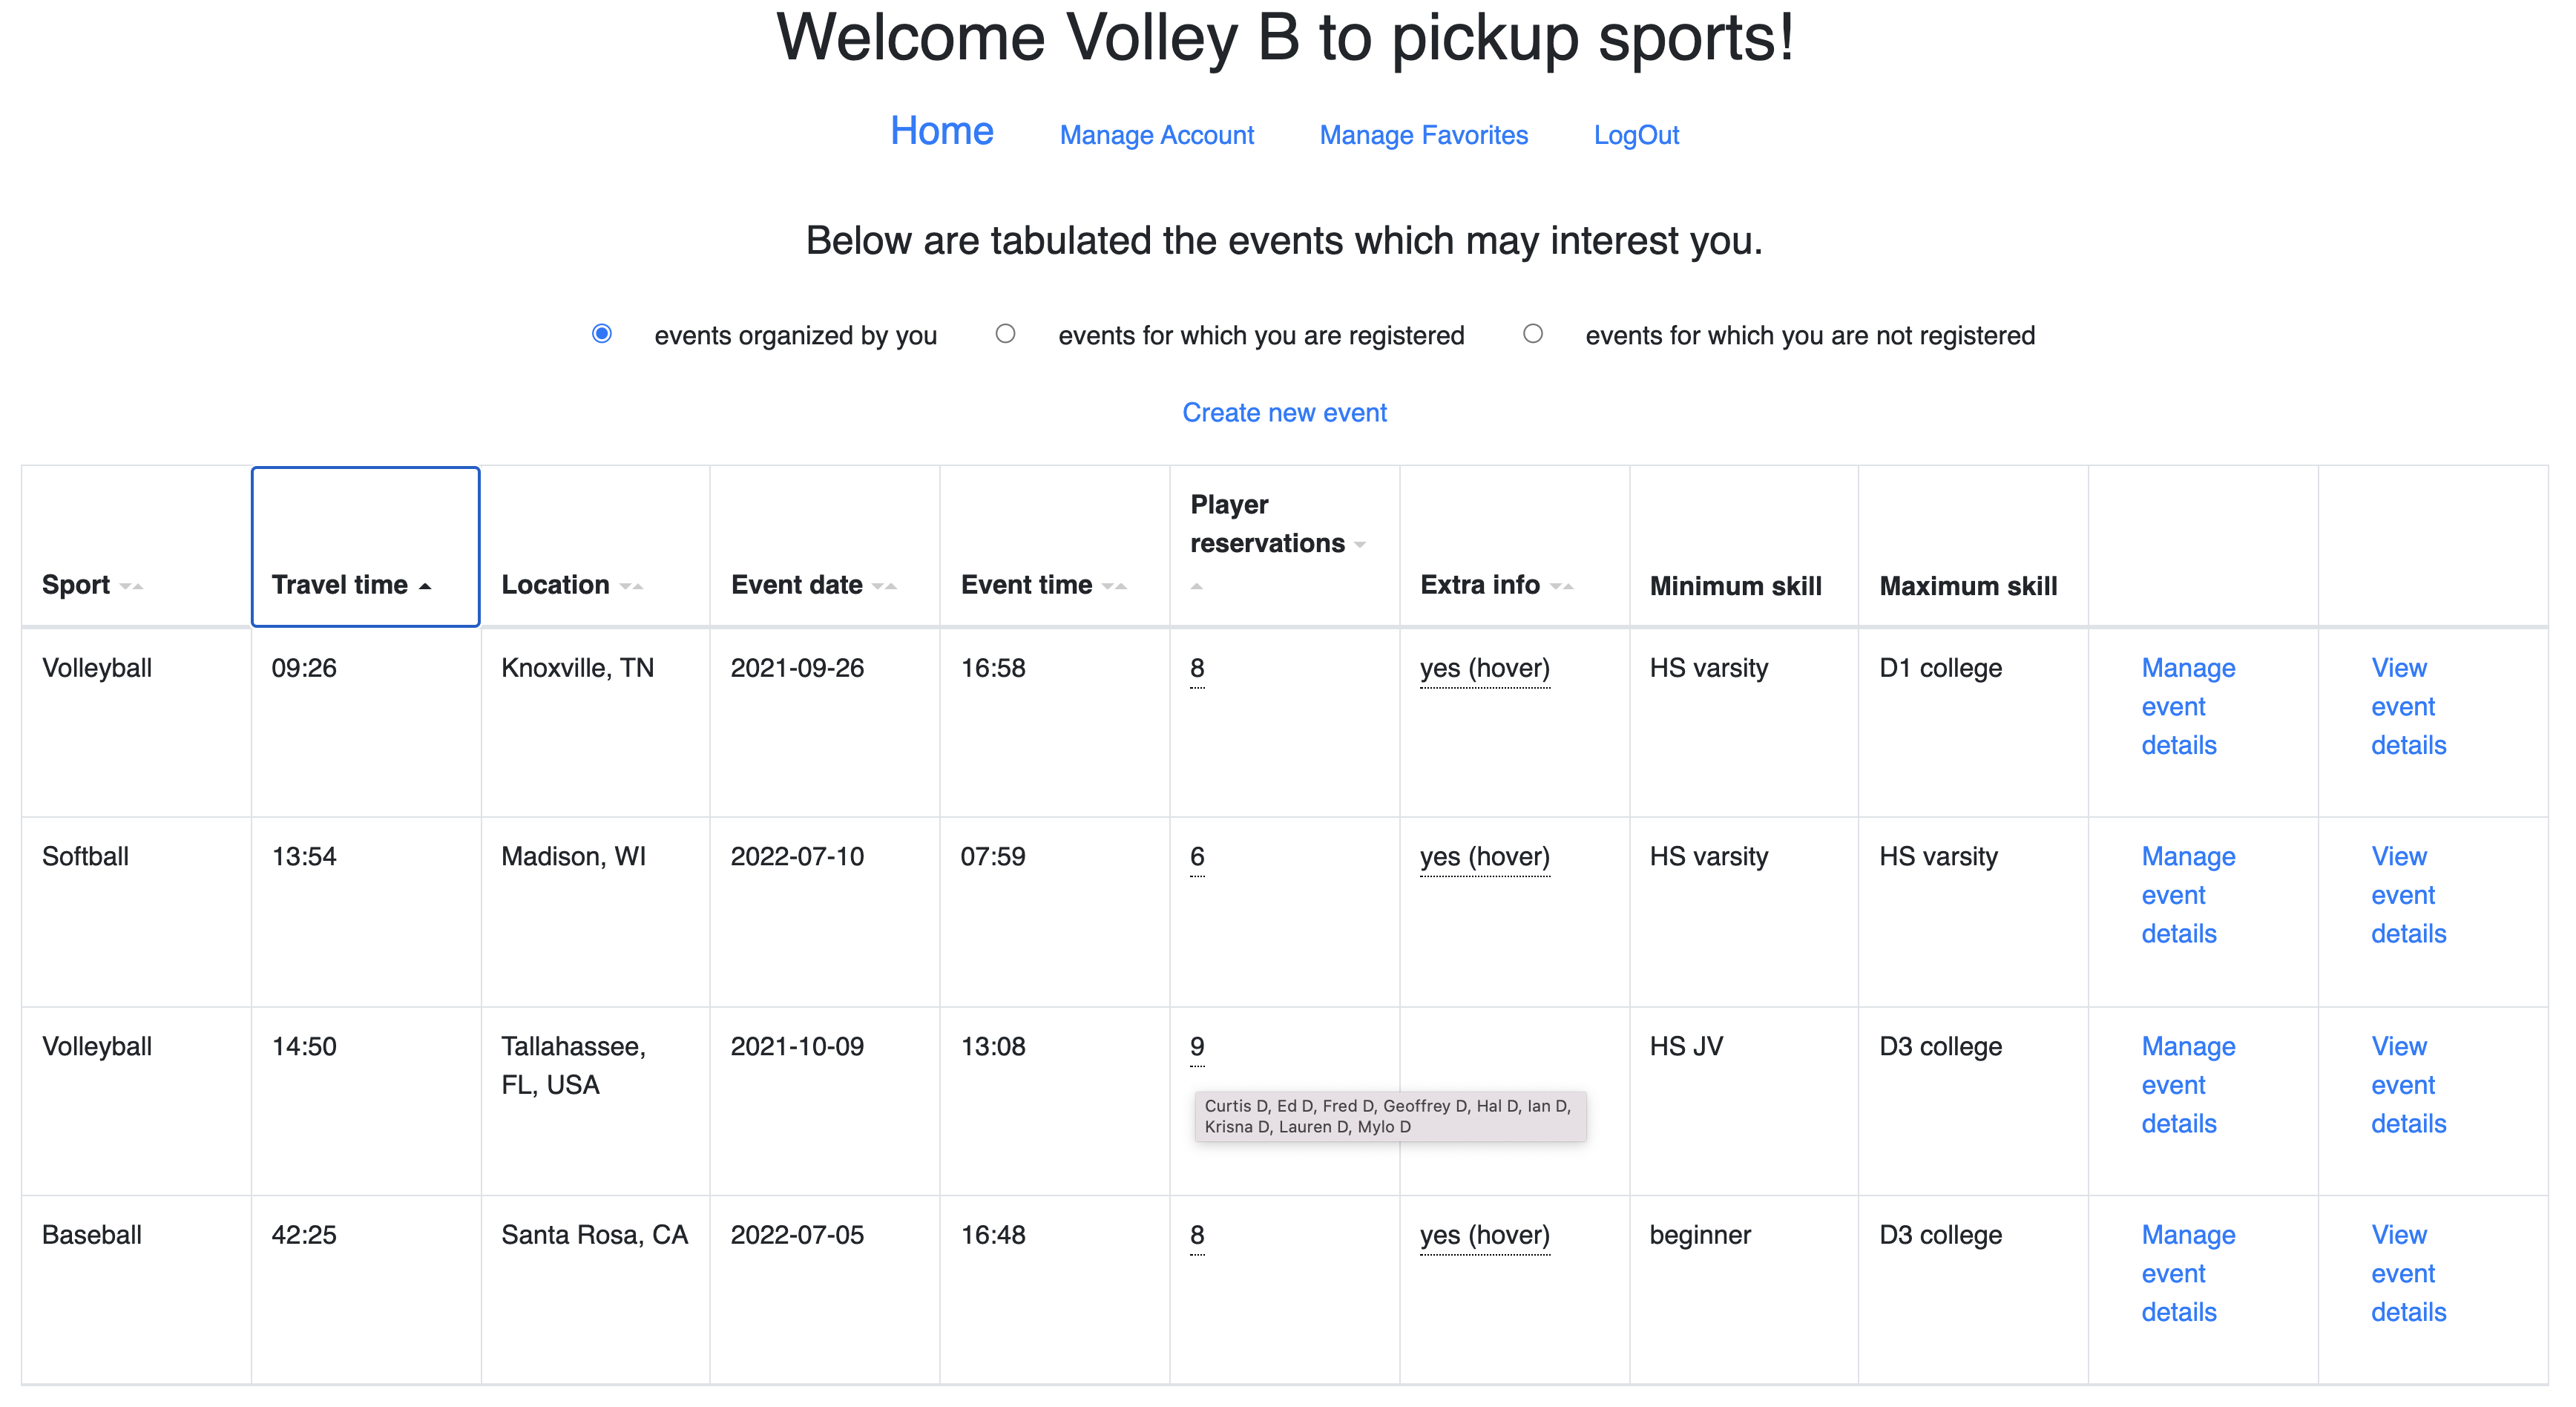 Welcome Volley B to pickup sports!
Home Manage Account Manage Favorites LogOut
Below are tabulated the events which may interest you.
events organized by you events for which you are registered events for which you are not registered
Create new event
Sport Travel time Location Event date Event time Player reservations Extra info Minimum skill Maximum skill
Volleyball 09:26 Knoxville, TN 2021-09-26 16:58 8 yes (hover) HS varsity D1 college Manage event details View event details
Softball 13:54 Madison, WI 2022-07-10 07:59 6 yes (hover) HS varsity HS varsity Manage event details View event details
Volleyball 14:50 Tallahassee, FL, USA 2021-10-09 13:08 9 HS JV D3 college Manage event details View event details
Curtis D, Ed D, Fred D, Geoffrey D, Hal D, Ian D,
Krisna D, Lauren D, Mylo D
Baseball 42:25 Santa Rosa, CA 2022-07-05 16:48 8 yes (hover) beginner D3 college Manage event details View event details